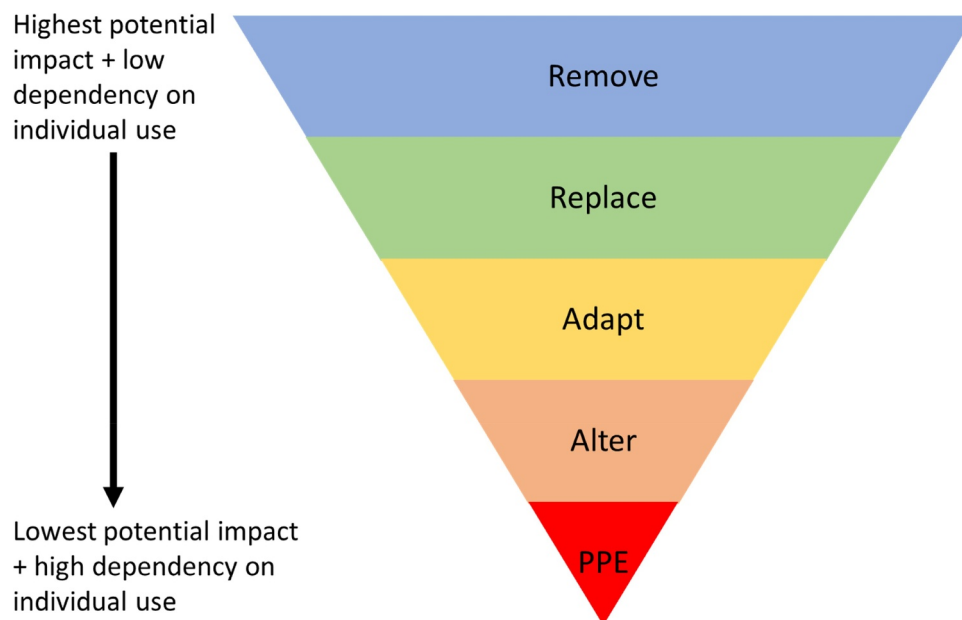 Highest potential
impact + low
dependency on
individual use
Remove
Replace
Adapt
Alter
PPE
Lowest potential impact
+ high dependency on
individual use